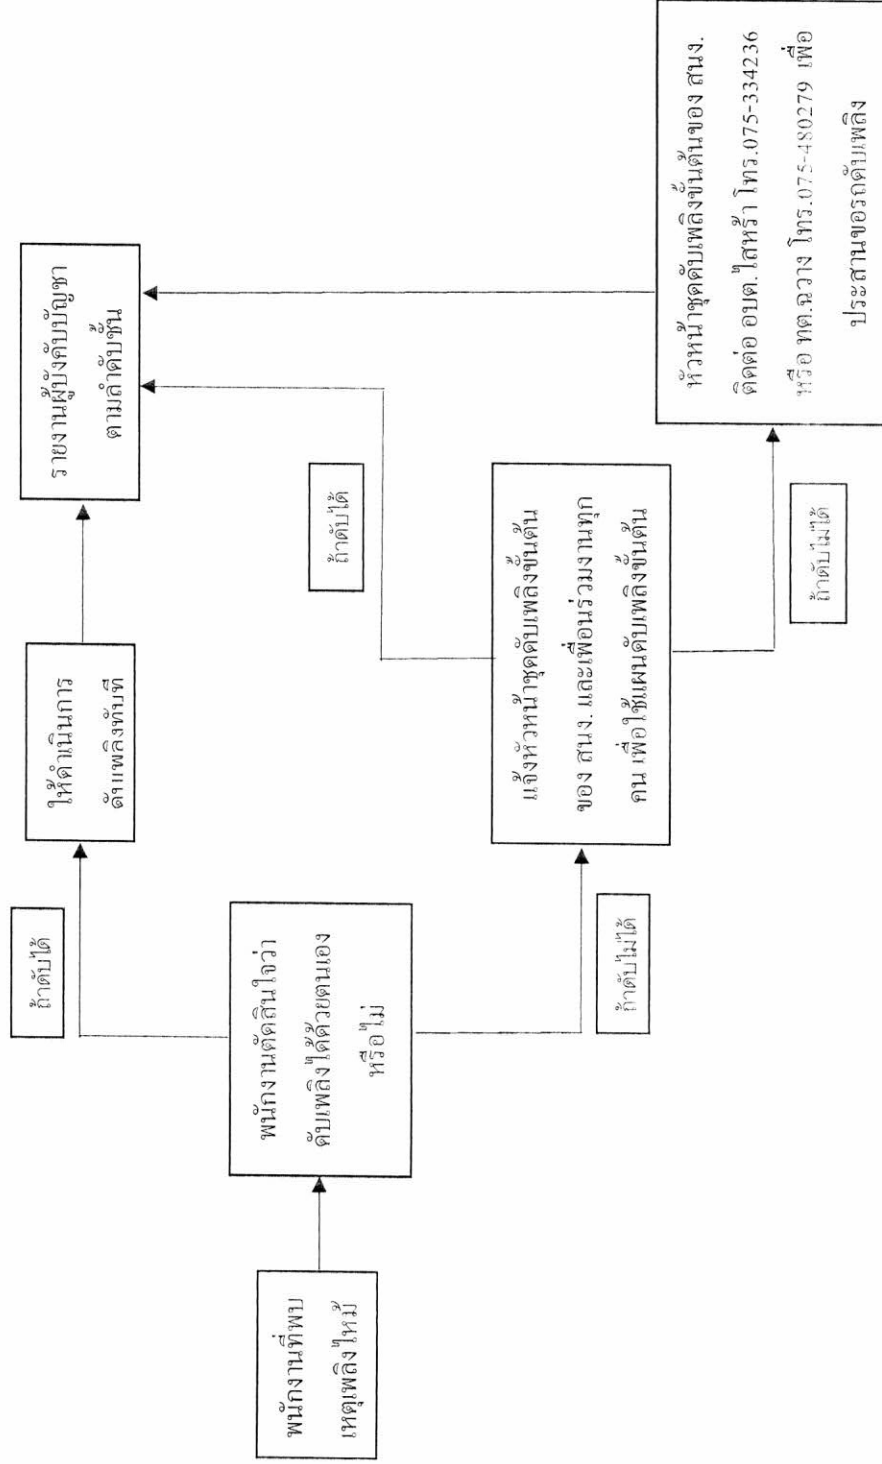 พนักงานที่พบ
เหตุเพลิงไหม้
พนักงานตัดสินใจว่า
ดับเพลิงได้ด้วยตนเอง
หรือไม่
ถ้าดับได้
ให้ดำเนินการ
ดับเพลิงทันที
รายงานผู้บังคับบัญชา
ตามลำดับชั้น
ถ้าดับไม่ได้
แจ้งหัวหน้าชุดดับเพลิงขั้นต้น
ของ สนง. และเพื่อนร่วมงานทุก
คน เพื่อใช้แผนดับเพลิงขั้นต้น
ถ้าดับได้
ถ้าดับไม่ได้
หัวหน้าชุดดับเพลิงขั้นต้นของ สนง.
ติดต่อ อบต.ไสหร้า โทร.075-334236
หรือ ทต.ฉวาง โทร.075-480279 เพื่อ
ประสานขอรถดับเพลิง